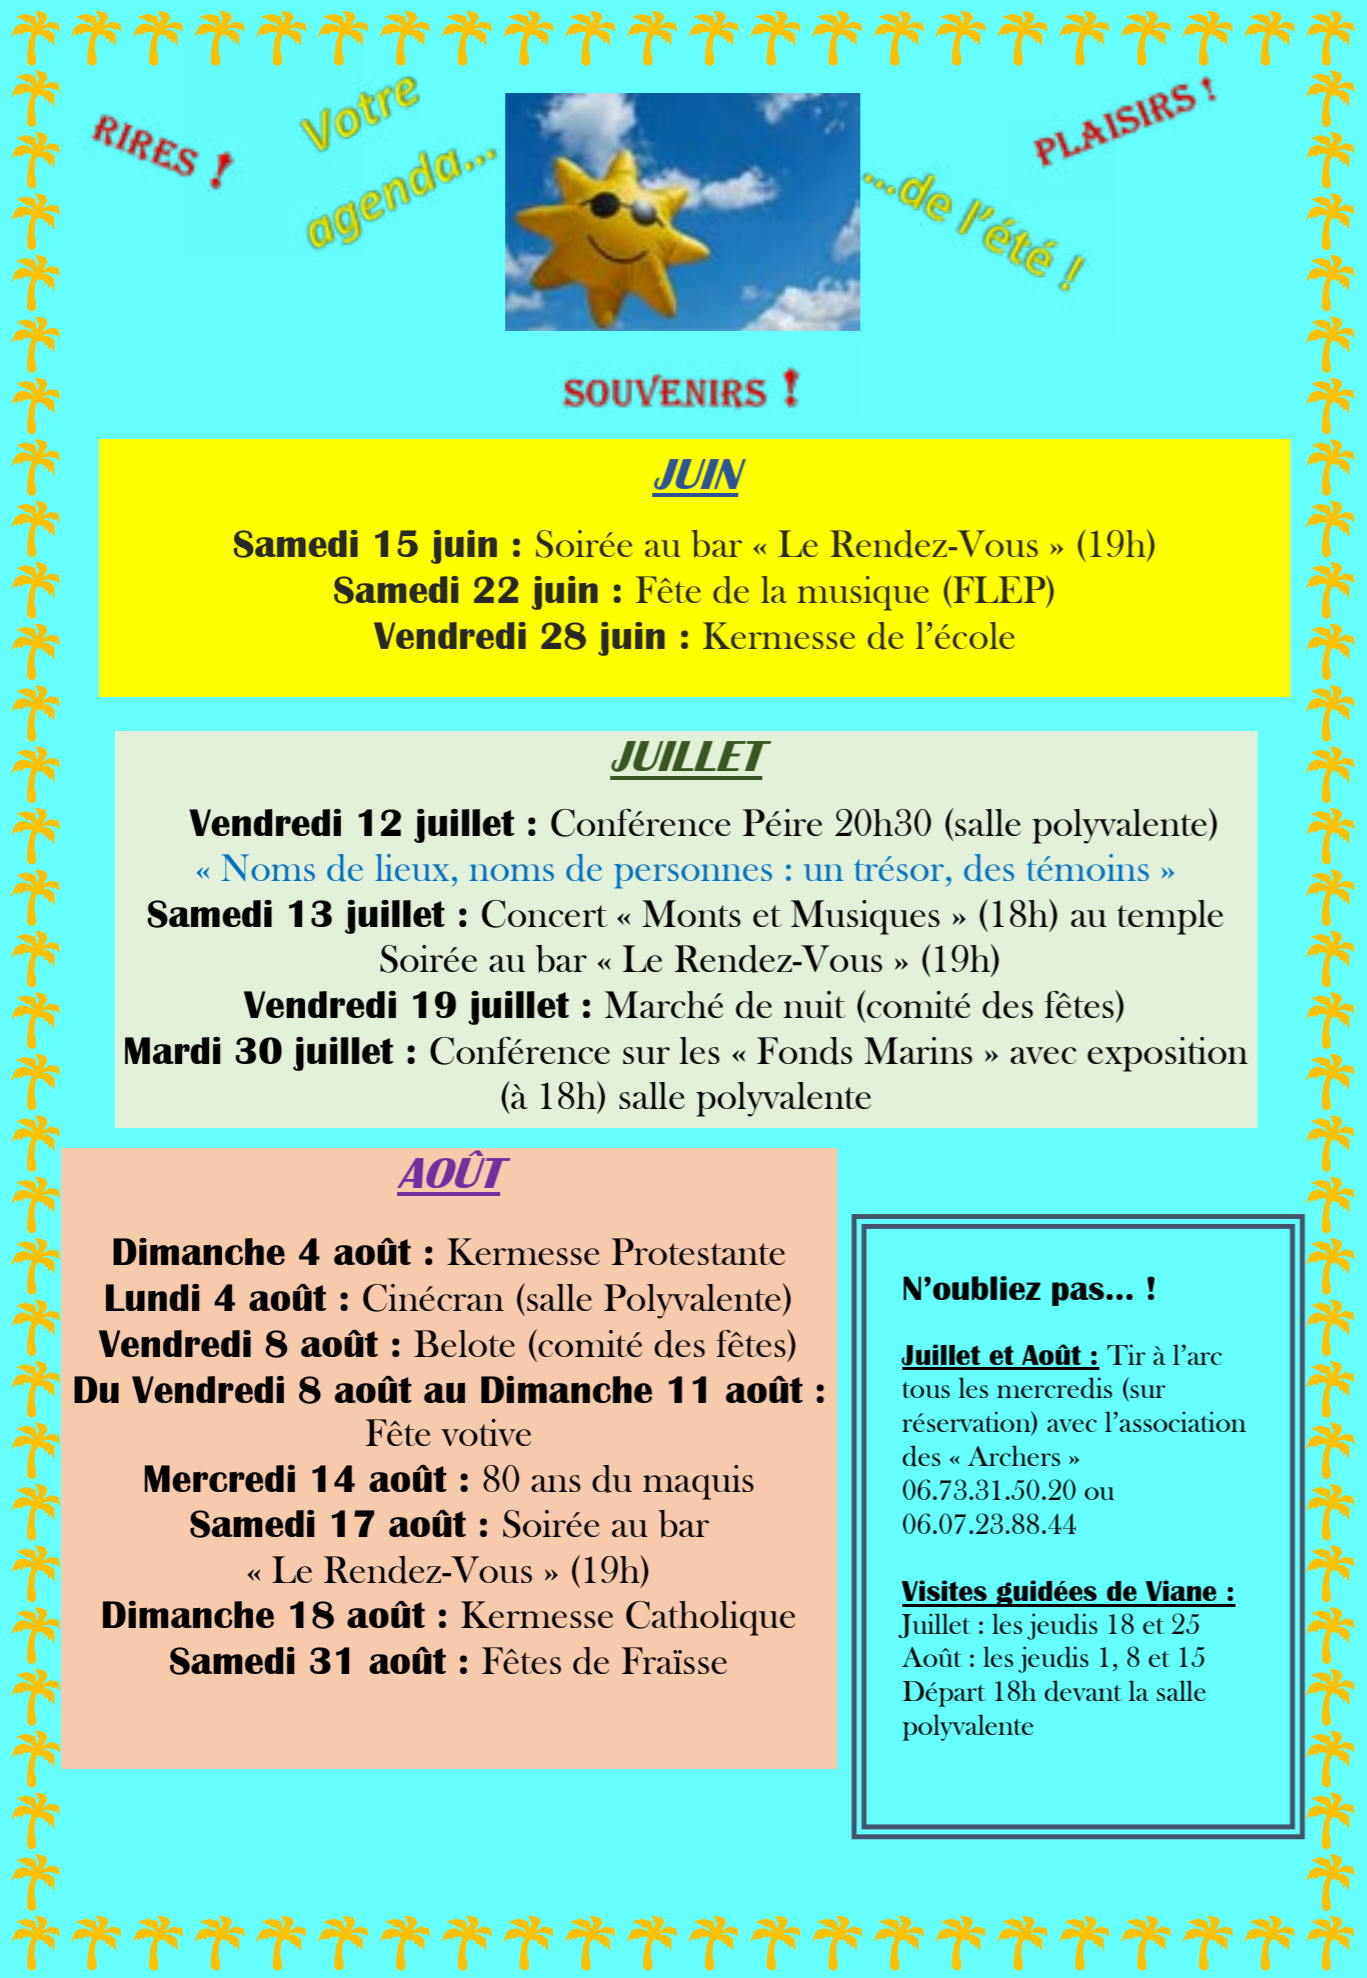 RIRES !
Votre
agenda...
...de l'été !
PLAISIRS !
SOUVENIRS !
JUIN
Samedi 15 juin : Soirée au bar « Le Rendez-Vous » (19h)
Samedi 22 juin : Fête de la musique (FLEP)
Vendredi 28 juin : Kermesse de l’école
JUILLET
Vendredi 12 juillet : Conférence Péire 20h30 (salle polyvalente)
« Noms de lieux, noms de personnes : un trésor, des témoins »
Samedi 13 juillet : Concert « Monts et Musiques » (18h) au temple
Soirée au bar « Le Rendez-Vous » (19h)
Vendredi 19 juillet : Marché de nuit (comité des fêtes)
Mardi 30 juillet : Conférence sur les « Fonds Marins » avec exposition
(à 18h) salle polyvalente
AOÛT
Dimanche 4 août : Kermesse Protestante
Lundi 4 août : Cinécran (salle Polyvalente)
Vendredi 8 août : Belote (comité des fêtes)
Du Vendredi 8 août au Dimanche 11 août :
Fête votive
Mercredi 14 août : 80 ans du maquis
Samedi 17 août : Soirée au bar
« Le Rendez-Vous » (19h)
Dimanche 18 août : Kermesse Catholique
Samedi 31 août : Fêtes de Fraïsse
N’oubliez pas... !
Juillet et Août : Tir à l’arc
tous les mercredis (sur
réservation) avec l’association
des « Archers »
06.73.31.50.20 ou
06.07.23.88.44
Visites guidées de Viane :
Juillet : les jeudis 18 et 25
Août : les jeudis 1, 8 et 15
Départ 18h devant la salle
polyvalente